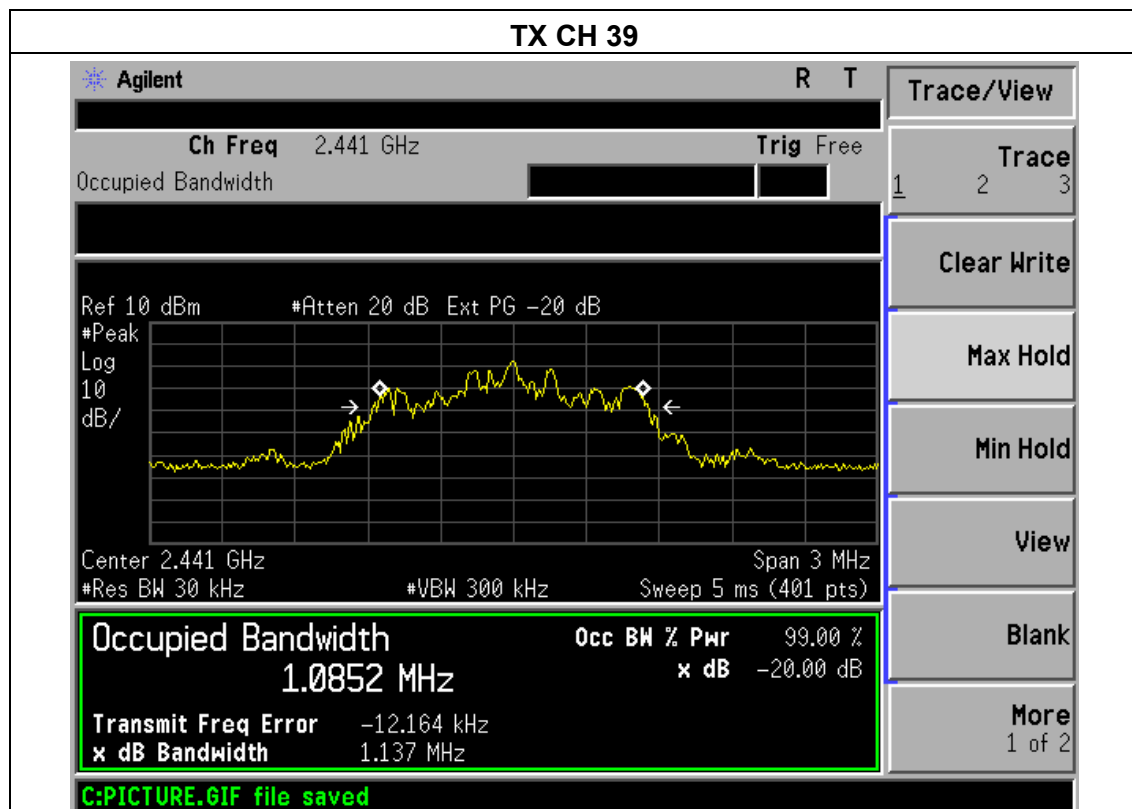 TX CH 39
Agilent R T
Ch Freq 2.441 GHz Trig Free
Occupied Bandwidth
Ref 10 dBm #Atten 20 dB Ext PG -20 dB
#Peak
Log
10
dB/
Center 2.441 GHz Span 3 MHz
#Res BW 30 kHz #VBW 300 kHz Sweep 5 ms (401 pts)
Occupied Bandwidth Occ BW % Pwr 99.00 %
1.0852 MHz x dB -20.00 dB
Transmit Freq Error -12.164 kHz
x dB Bandwidth 1.137 MHz
C:PICTURE.GIF file saved
Trace/View
Trace
1 2 3
Clear Write
Max Hold
Min Hold
View
Blank
More
1 of 2